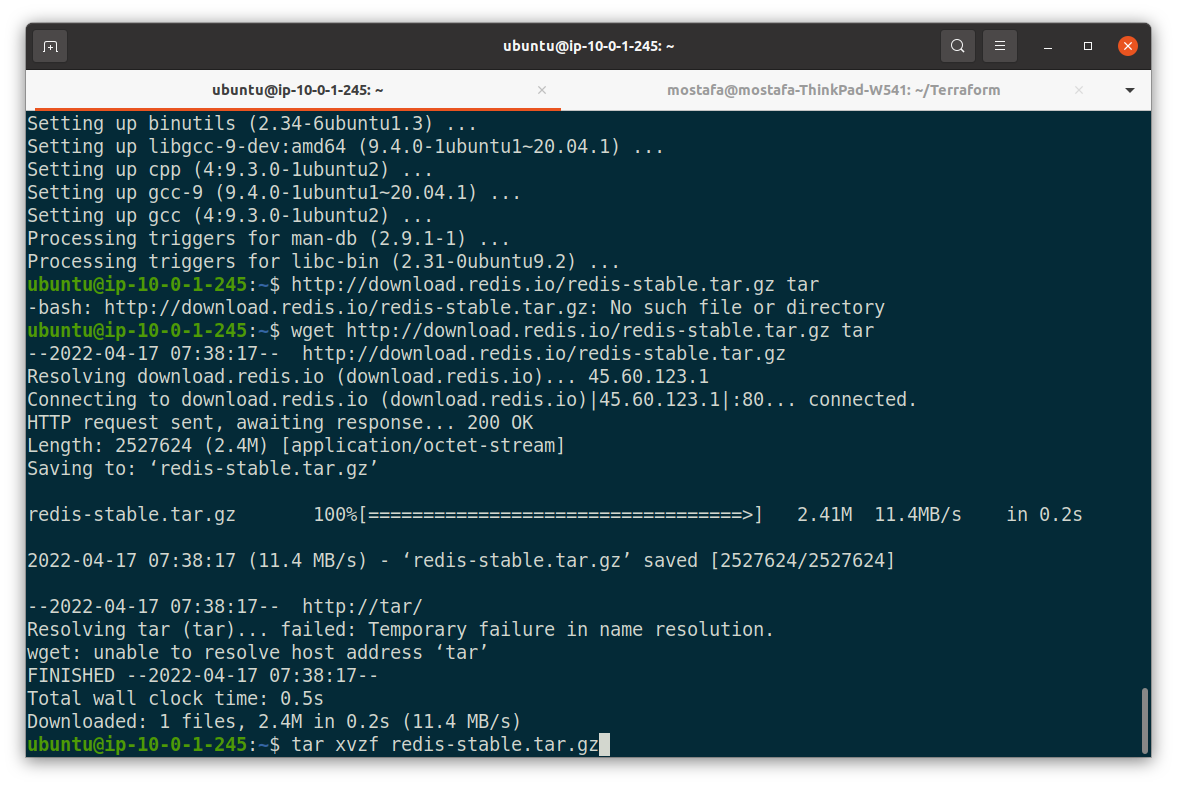 ubuntu@ip-10-0-1-245: ~
ubuntu@ip-10-0-1-245: ~
mostafa@mostafa-ThinkPad-W541: ~/Terraform
Setting up binutils (2.34-6ubuntu1.3) ...
Setting up libgcc-9-dev:amd64 (9.4.0-1ubuntu1~20.04.1) ...
Setting up cpp (4:9.3.0-1ubuntu2) ...
Setting up gcc-9 (9.4.0-1ubuntu1~20.04.1) ...
Setting up gcc (4:9.3.0-1ubuntu2) ...
Processing triggers for man-db (2.9.1-1) ...
Processing triggers for libc-bin (2.31-0ubuntu9.2) ...
ubuntu@ip-10-0-1-245:~$ http://download.redis.io/redis-stable.tar.gz tar
-bash: http://download.redis.io/redis-stable.tar.gz: No such file or directory
ubuntu@ip-10-0-1-245:~$ wget http://download.redis.io/redis-stable.tar.gz tar
--2022-04-17 07:38:17--  http://download.redis.io/redis-stable.tar.gz
Resolving download.redis.io (download.redis.io)... 45.60.123.1
Connecting to download.redis.io (download.redis.io)|45.60.123.1|:80... connected.
HTTP request sent, awaiting response... 200 OK
Length: 2527624 (2.4M) [application/octet-stream]
Saving to: ‘redis-stable.tar.gz’
redis-stable.tar.gz       100%[==================================>]   2.41M  11.4MB/s    in 0.2s
2022-04-17 07:38:17 (11.4 MB/s) - ‘redis-stable.tar.gz’ saved [2527624/2527624]
--2022-04-17 07:38:17--  http://tar/
Resolving tar (tar)... failed: Temporary failure in name resolution.
wget: unable to resolve host address ‘tar’
FINISHED --2022-04-17 07:38:17--
Total wall clock time: 0.5s
Downloaded: 1 files, 2.4M in 0.2s (11.4 MB/s)
ubuntu@ip-10-0-1-245:~$ tar xvzf redis-stable.tar.gz